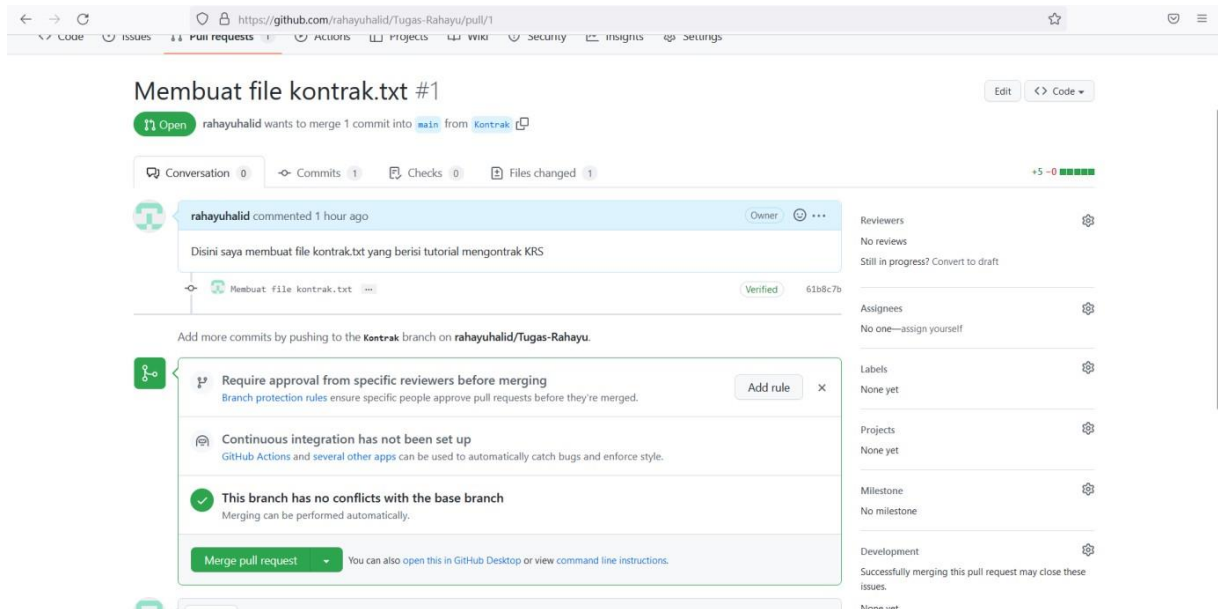 https://github.com/rahayuhalid/Tugas-Rahayu/pull/1
<> Code Issues Pull requests 1 Actions Projects Wiki Security Insights Settings
Membuat file kontrak.txt #1
Edit <> Code
Open rahayuhalid wants to merge 1 commit into main from Kontrak
Conversation 0 Commits 1 Checks 0 Files changed 1
+5 −0
rahayuhalid commented 1 hour ago Owner ...
Disini saya membuat file kontrak.txt yang berisi tutorial mengontrak KRS
Membuat file kontrak.txt ... Verified 61b8c7b
Add more commits by pushing to the Kontrak branch on rahayuhalid/Tugas-Rahayu.
Require approval from specific reviewers before merging
Branch protection rules ensure specific people approve pull requests before they're merged.
Add rule ×
Continuous integration has not been set up
GitHub Actions and several other apps can be used to automatically catch bugs and enforce style.
This branch has no conflicts with the base branch
Merging can be performed automatically.
Merge pull request You can also open this in GitHub Desktop or view command line instructions.
Reviewers
No reviews
Still in progress? Convert to draft
Assignees
No one—assign yourself
Labels
None yet
Projects
None yet
Milestone
No milestone
Development
Successfully merging this pull request may close these
issues.
None yet